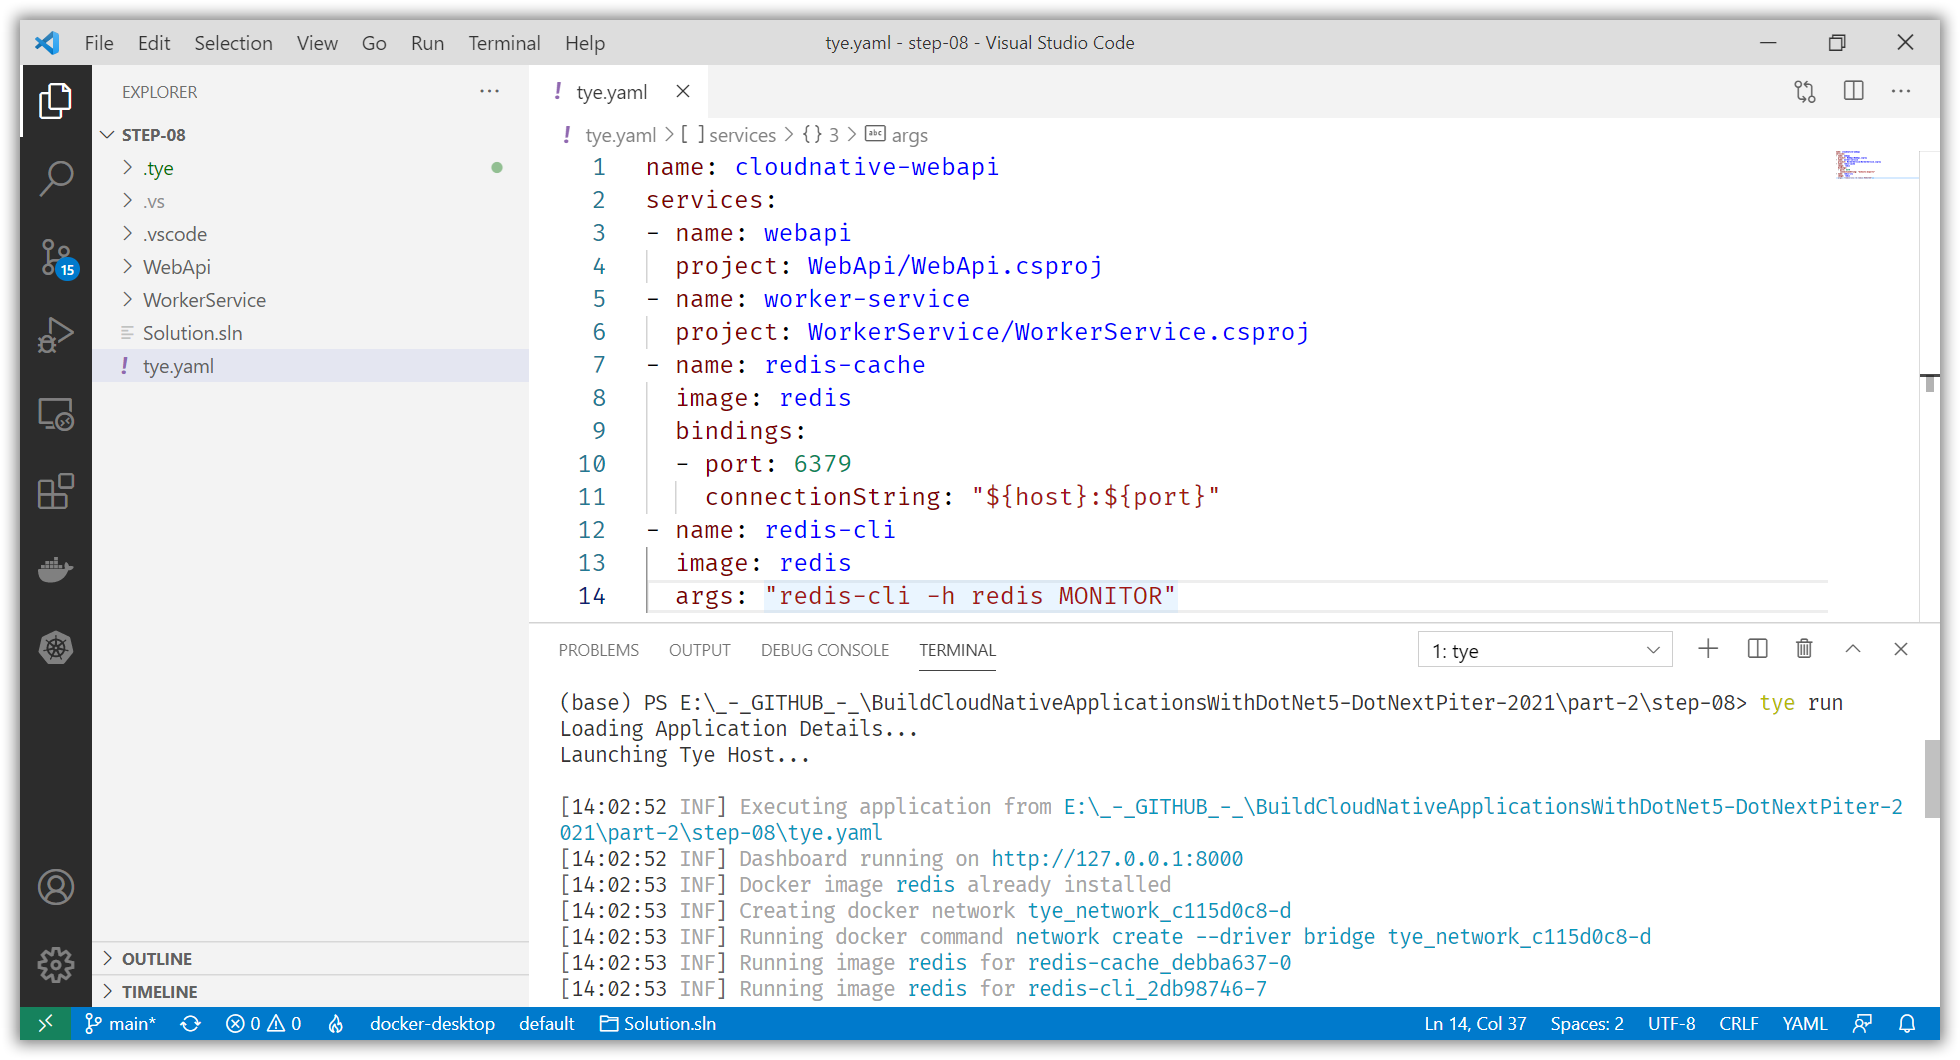 File Edit Selection View Go Run Terminal Help
tye.yaml - step-08 - Visual Studio Code
EXPLORER
STEP-08
.tye
.vs
.vscode
WebApi
WorkerService
Solution.sln
! tye.yaml
15
OUTLINE
TIMELINE
! tye.yaml
! tye.yaml > [ ] services > {} 3 > abc args
1 name: cloudnative-webapi
2 services:
3 - name: webapi
4 project: WebApi/WebApi.csproj
5 - name: worker-service
6 project: WorkerService/WorkerService.csproj
7 - name: redis-cache
8 image: redis
9 bindings:
10 - port: 6379
11 connectionString: "${host}:${port}"
12 - name: redis-cli
13 image: redis
14 args: "redis-cli -h redis MONITOR"
PROBLEMS OUTPUT DEBUG CONSOLE TERMINAL
1: tye
(base) PS E:\_-_GITHUB_-_\BuildCloudNativeApplicationsWithDotNet5-DotNextPiter-2021\part-2\step-08> tye run
Loading Application Details...
Launching Tye Host...
[14:02:52 INF] Executing application from E:\_-_GITHUB_-_\BuildCloudNativeApplicationsWithDotNet5-DotNextPiter-2
021\part-2\step-08\tye.yaml
[14:02:52 INF] Dashboard running on http://127.0.0.1:8000
[14:02:53 INF] Docker image redis already installed
[14:02:53 INF] Creating docker network tye_network_c115d0c8-d
[14:02:53 INF] Running docker command network create --driver bridge tye_network_c115d0c8-d
[14:02:53 INF] Running image redis for redis-cache_debba637-0
[14:02:53 INF] Running image redis for redis-cli_2db98746-7
main* 0 0 docker-desktop default Solution.sln
Ln 14, Col 37 Spaces: 2 UTF-8 CRLF YAML